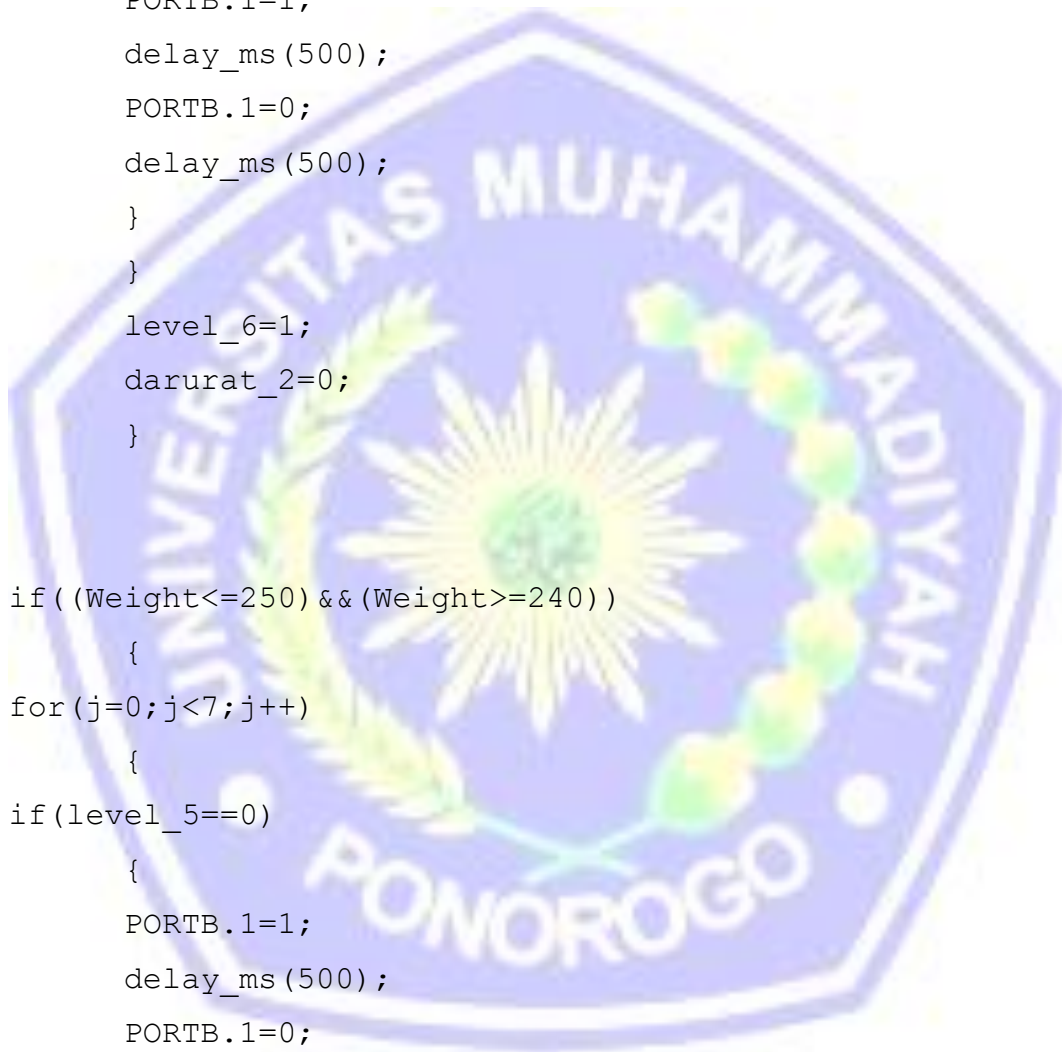 PORTB.1=1;
delay_ms(500);
PORTB.1=0;
delay_ms(500);
}
}
level_6=1;
darurat_2=0;
}
if((Weight<=250)&&(Weight>=240))
{
for(j=0;j<7;j++)
{
if(level_5==0)
{
PORTB.1=1;
delay_ms(500);
PORTB.1=0;
UNIVERSITAS MUHAMMADIYAH
PONOROGO